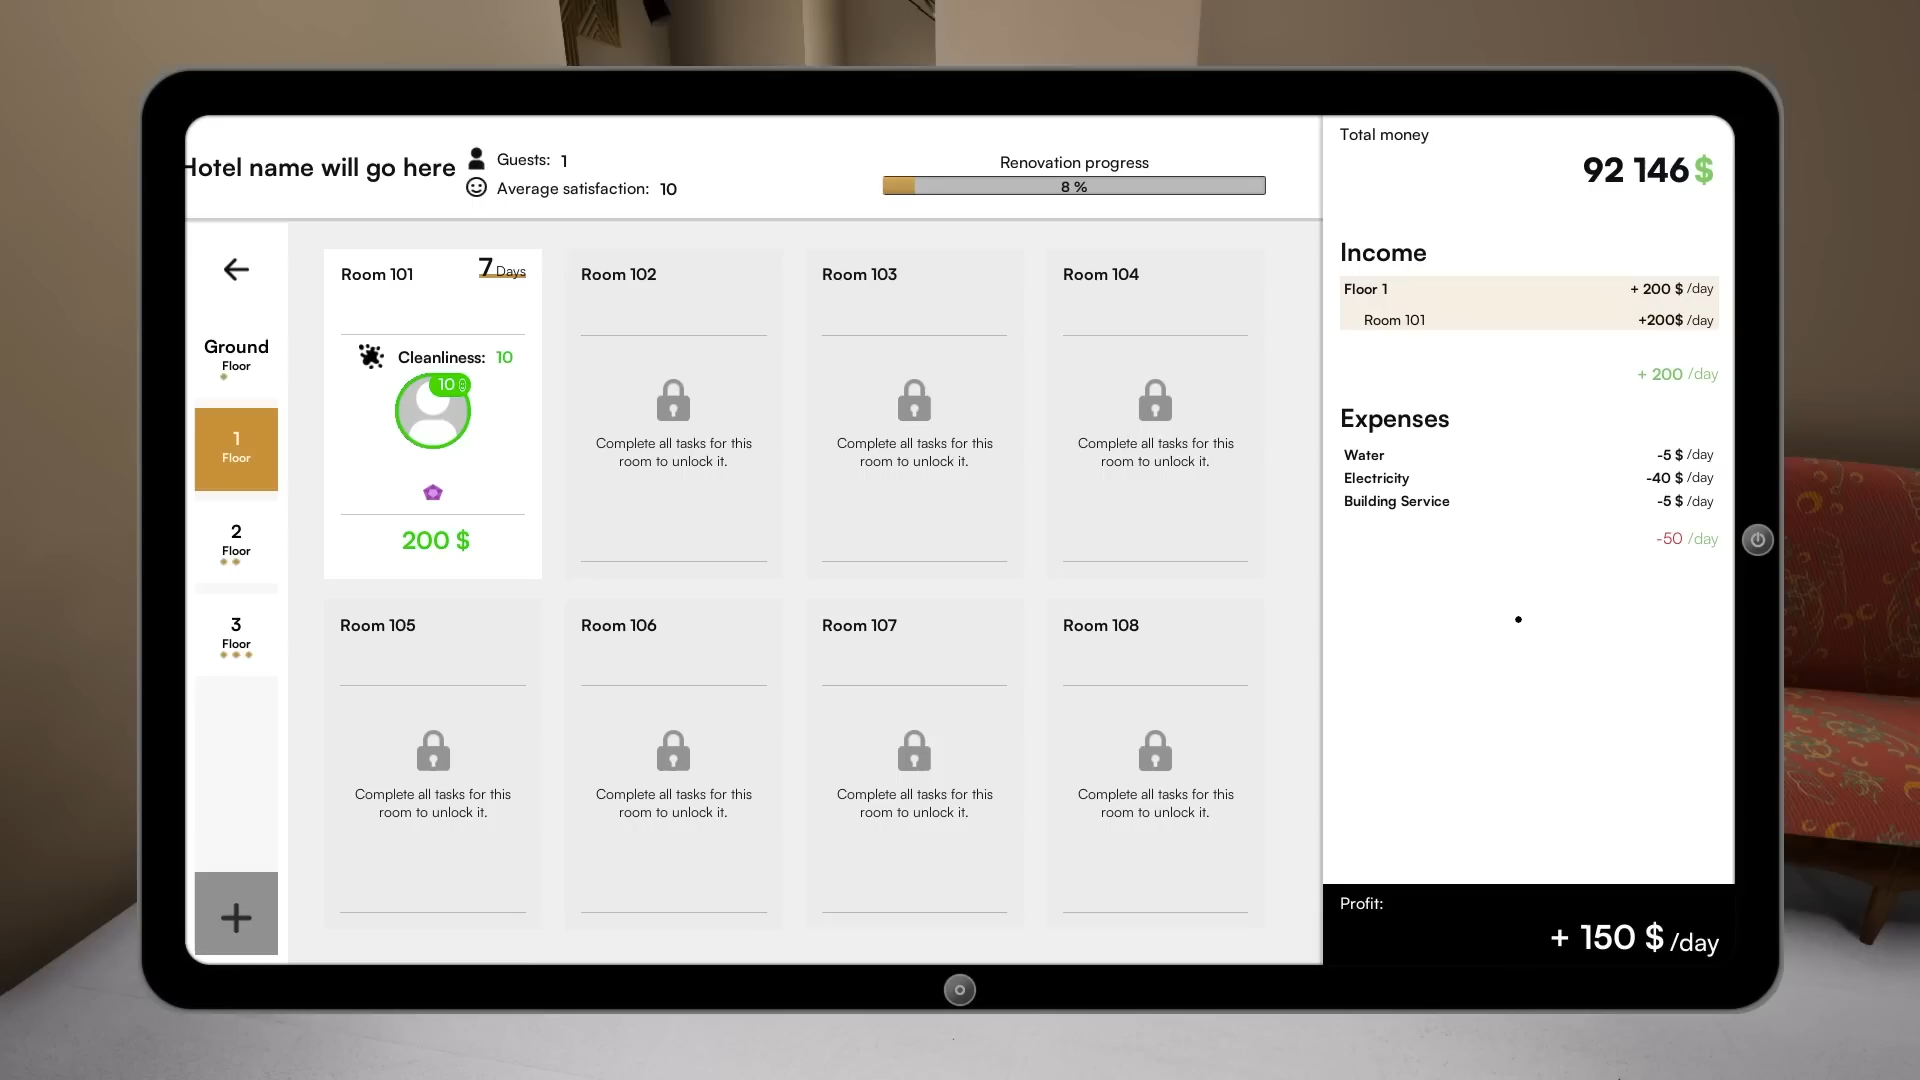 Hotel name will go here
Guests: 1
Average satisfaction: 10
Renovation progress
8 %
Total money
92 146 $
Ground
Floor
1
Floor
2
Floor
3
Floor
+
Room 101
7 Days
Cleanliness: 10
10
200 $
Room 102
Complete all tasks for this
room to unlock it.
Room 103
Complete all tasks for this
room to unlock it.
Room 104
Complete all tasks for this
room to unlock it.
Room 105
Complete all tasks for this
room to unlock it.
Room 106
Complete all tasks for this
room to unlock it.
Room 107
Complete all tasks for this
room to unlock it.
Room 108
Complete all tasks for this
room to unlock it.
Income
Floor 1 + 200 $ /day
Room 101 +200$ /day
+ 200 /day
Expenses
Water -5 $ /day
Electricity -40 $ /day
Building Service -5 $ /day
-50 /day
Profit:
+ 150 $ /day